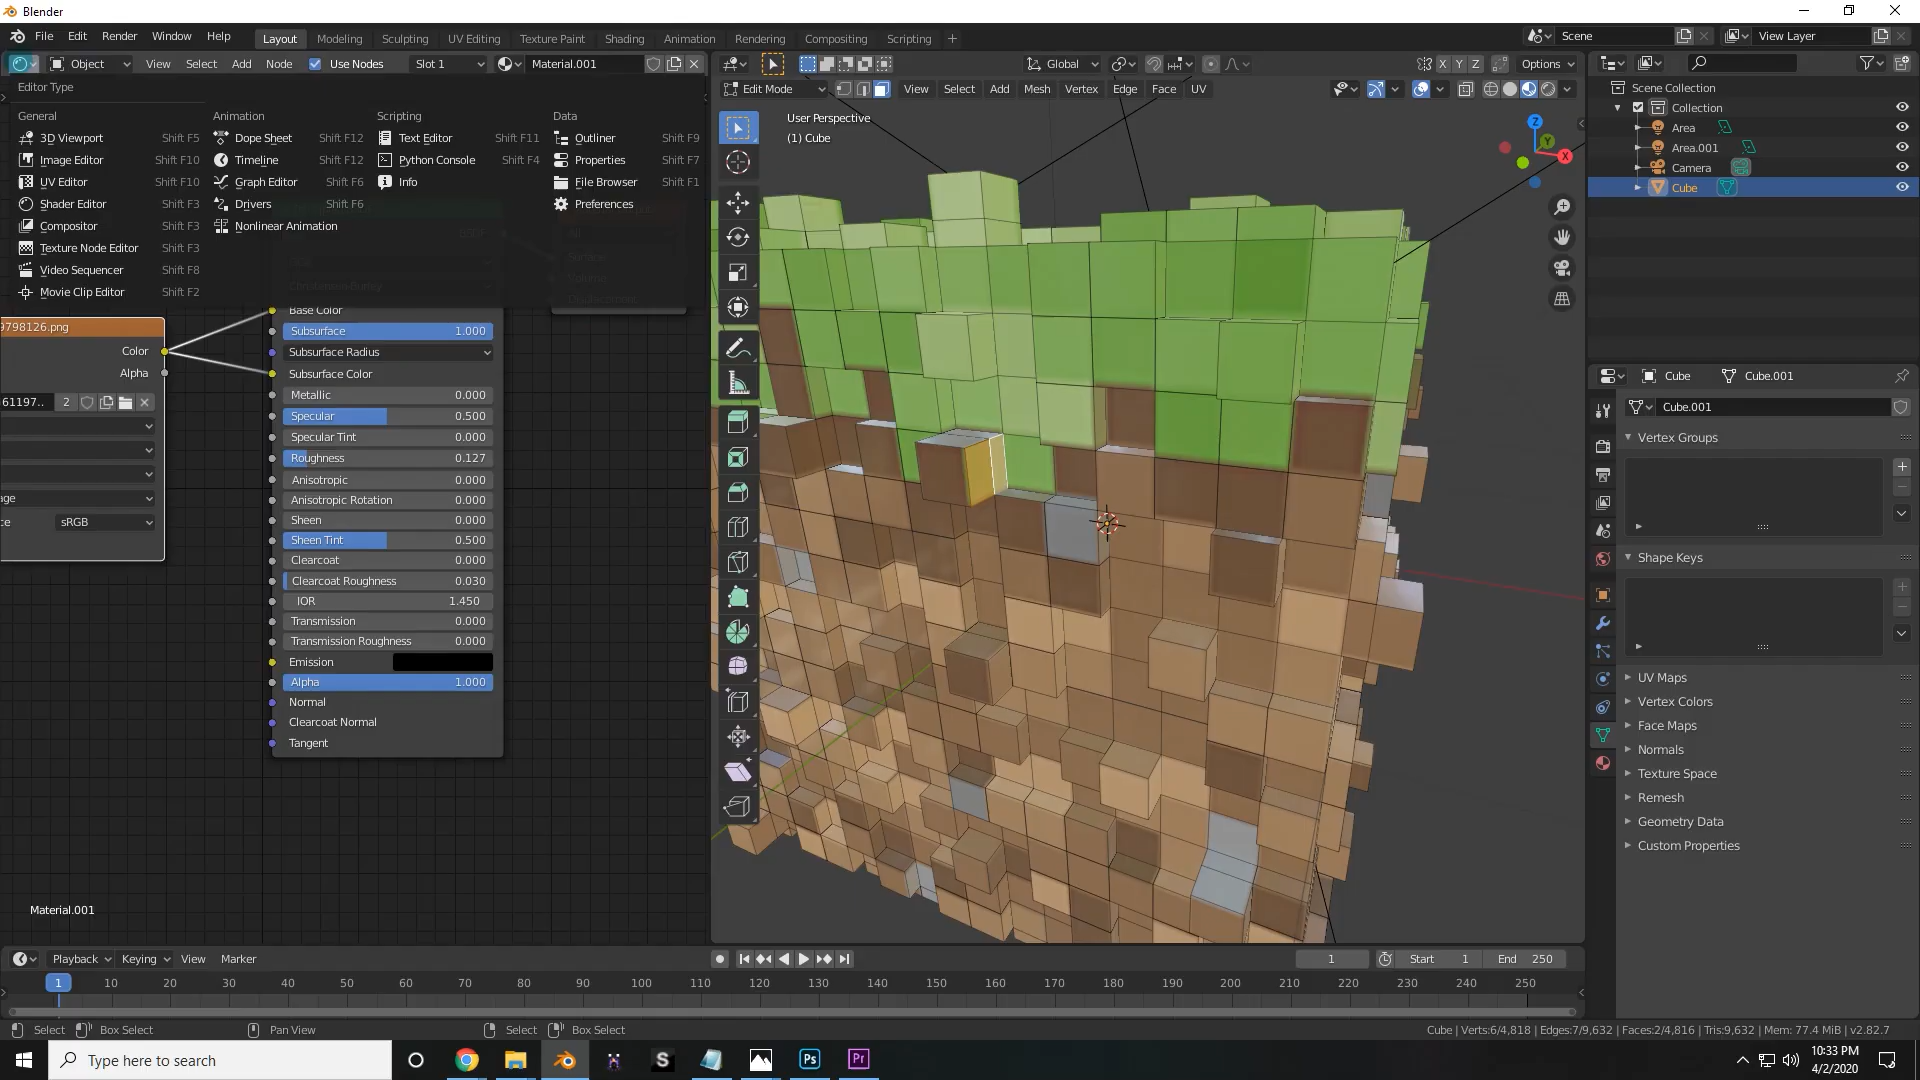 Blender
File Edit Render Window Help Layout Modeling Sculpting UV Editing Texture Paint Shading Animation Rendering Compositing Scripting + Scene View Layer
Object View Select Add Node Use Nodes Slot 1 Material.001 Global X Y Z Options
Edit Mode View Select Add Mesh Vertex Edge Face UV
Editor Type
General
3D Viewport Shift F5
Image Editor Shift F10
UV Editor Shift F10
Shader Editor Shift F3
Compositor Shift F3
Texture Node Editor Shift F3
Video Sequencer Shift F8
Movie Clip Editor Shift F2
Animation
Dope Sheet Shift F12
Timeline Shift F12
Graph Editor Shift F6
Drivers Shift F6
Nonlinear Animation
Scripting
Text Editor Shift F11
Python Console Shift F4
Info
Data
Outliner Shift F9
Properties Shift F7
File Browser Shift F1
Preferences
All
Surface
Volume
Displacement
9798126.png
Color
Alpha
61197.. 2
age
ce sRGB
Christensen-Burley
Base Color
Subsurface 1.000
Subsurface Radius
Subsurface Color
Metallic 0.000
Specular 0.500
Specular Tint 0.000
Roughness 0.127
Anisotropic 0.000
Anisotropic Rotation 0.000
Sheen 0.000
Sheen Tint 0.500
Clearcoat 0.000
Clearcoat Roughness 0.030
IOR 1.450
Transmission 0.000
Transmission Roughness 0.000
Emission
Alpha 1.000
Normal
Clearcoat Normal
Tangent
Material.001
User Perspective
(1) Cube
Z
Y
X
Scene Collection
Collection
Area
Area.001
Camera
Cube
Cube Cube.001
Cube.001
Vertex Groups
Shape Keys
UV Maps
Vertex Colors
Face Maps
Normals
Texture Space
Remesh
Geometry Data
Custom Properties
Playback Keying View Marker 1 Start 1 End 250
1 10 20 30 40 50 60 70 80 90 100 110 120 130 140 150 160 170 180 190 200 210 220 230 240 250
Select Box Select Pan View Select Box Select Cube | Verts:6/4,818 | Edges:7/9,632 | Faces:2/4,816 | Tris:9,632 | Mem: 77.4 MiB | v2.82.7
Type here to search S Ps Pr 10:33 PM
4/2/2020